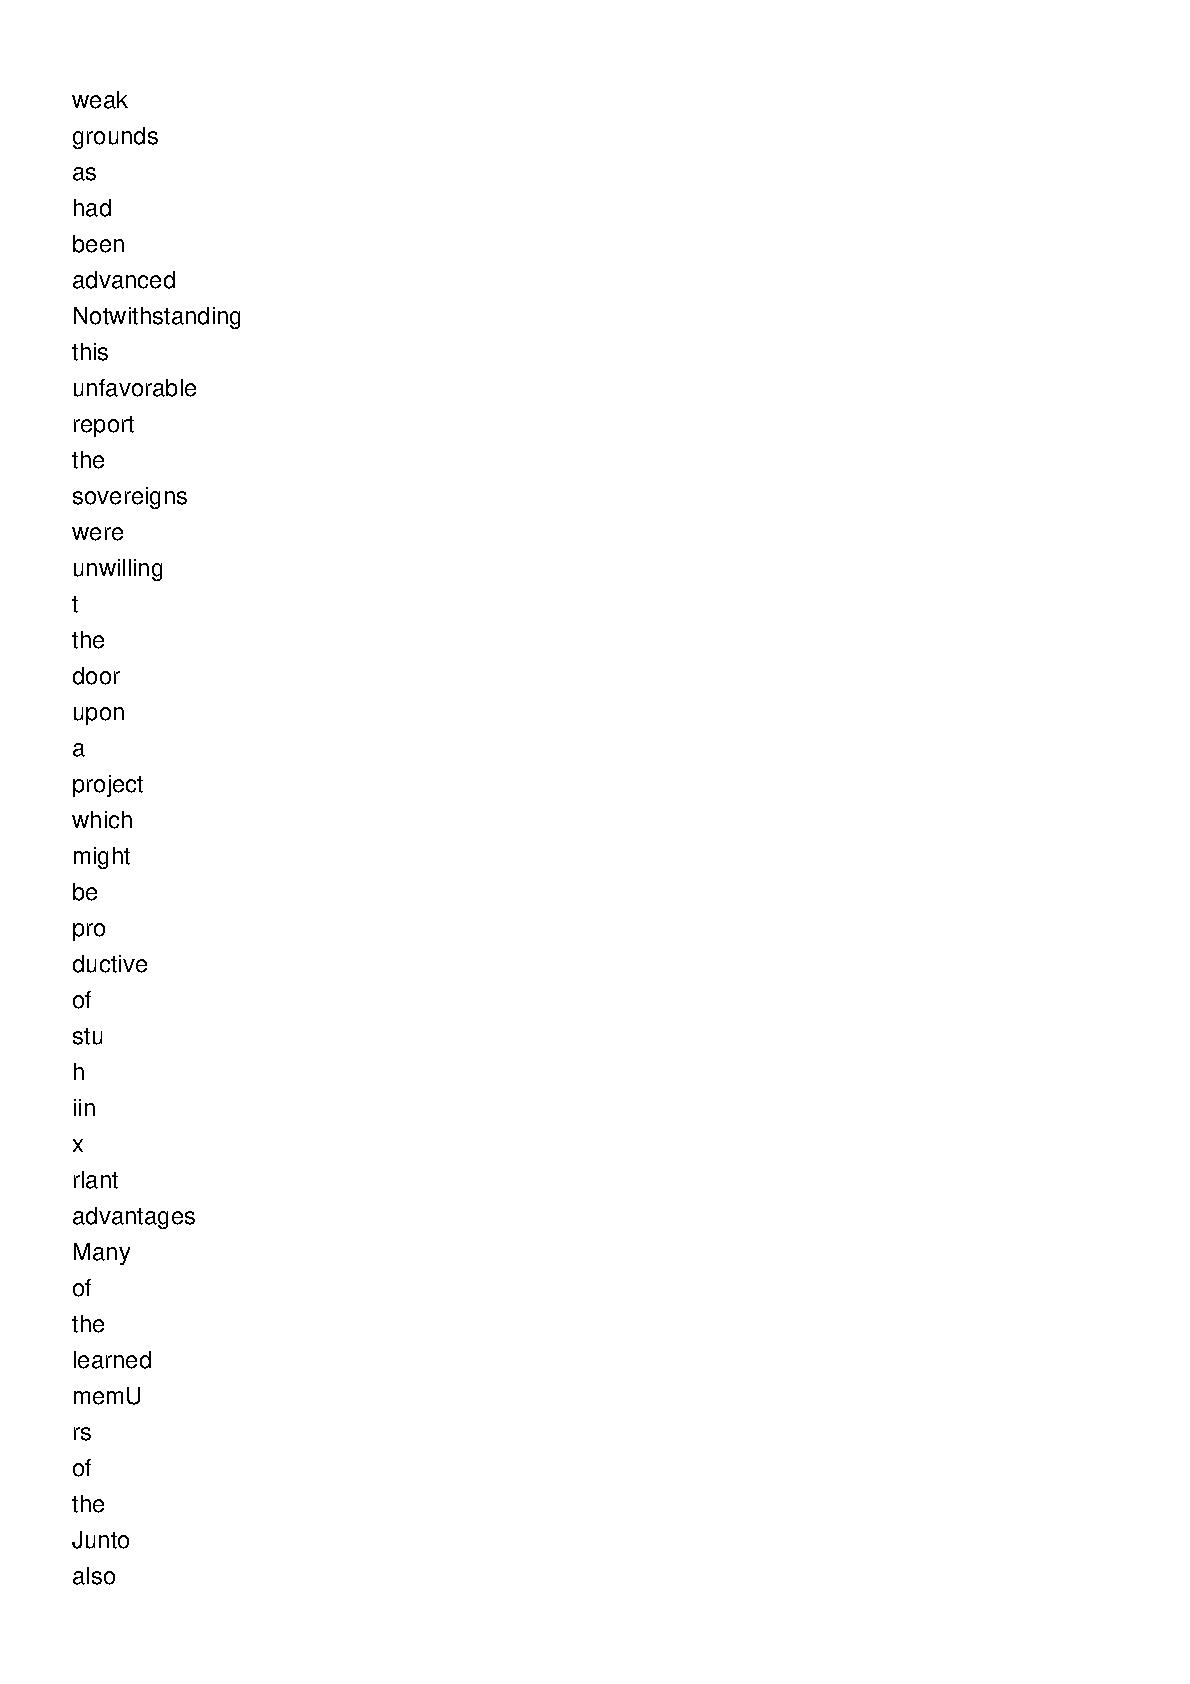 weak
grounds
as
had
been
advanced
Notwithstanding
this
unfavorable
report
the
sovereigns
were
unwilling
t
the
door
upon
a
project
which
might
be
pro
ductive
of
stu
h
iin
x
rlant
advantages
Many
of
the
learned
memU
rs
of
the
Junto
also